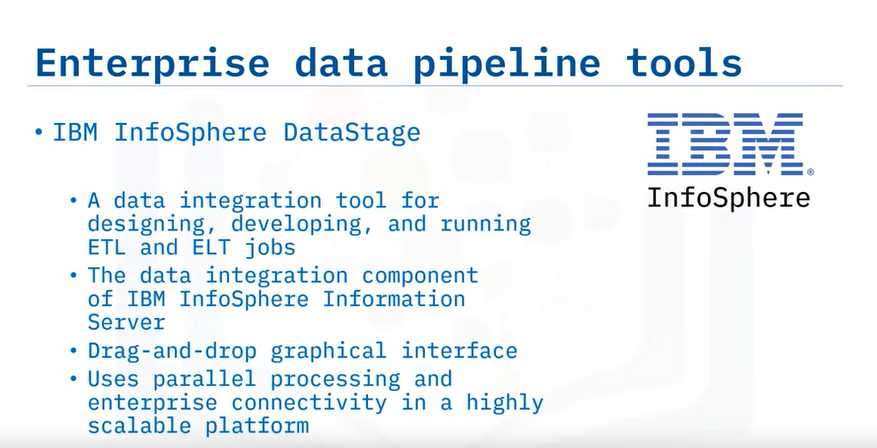 Enterprise data pipeline tools
• IBM InfoSphere DataStage
IBM®
InfoSphere
• A data integration tool for
designing, developing, and running
ETL and ELT jobs
• The data integration component
of IBM InfoSphere Information
Server
• Drag-and-drop graphical interface
• Uses parallel processing and
enterprise connectivity in a highly
scalable platform